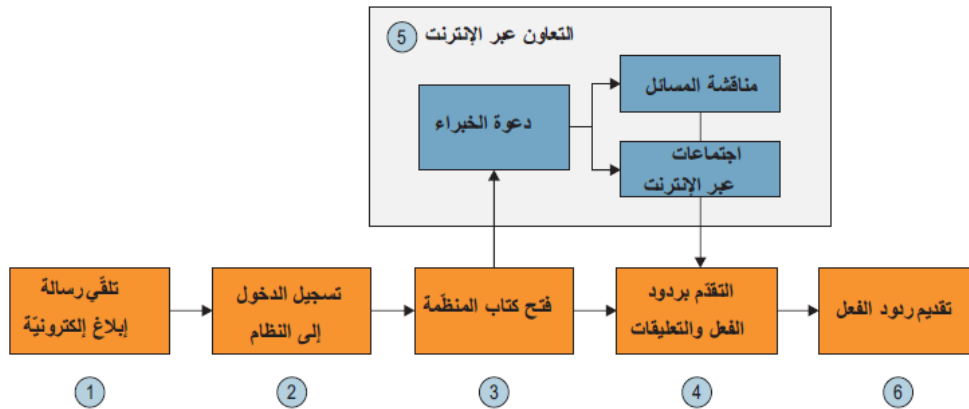 التعاون عبر الإنترنت 5
مناقشة المسائل
دعوة الخبراء
اجتماعات
عبر الإنترنت
تلقّي رسالة
إبلاغ إلكترونيّة
تسجيل الدخول
إلى النظام
فتح كتاب المنظّمة
التقدّم بردود
الفعل والتعليقات
تقديم ردود الفعل
1
2
3
4
6